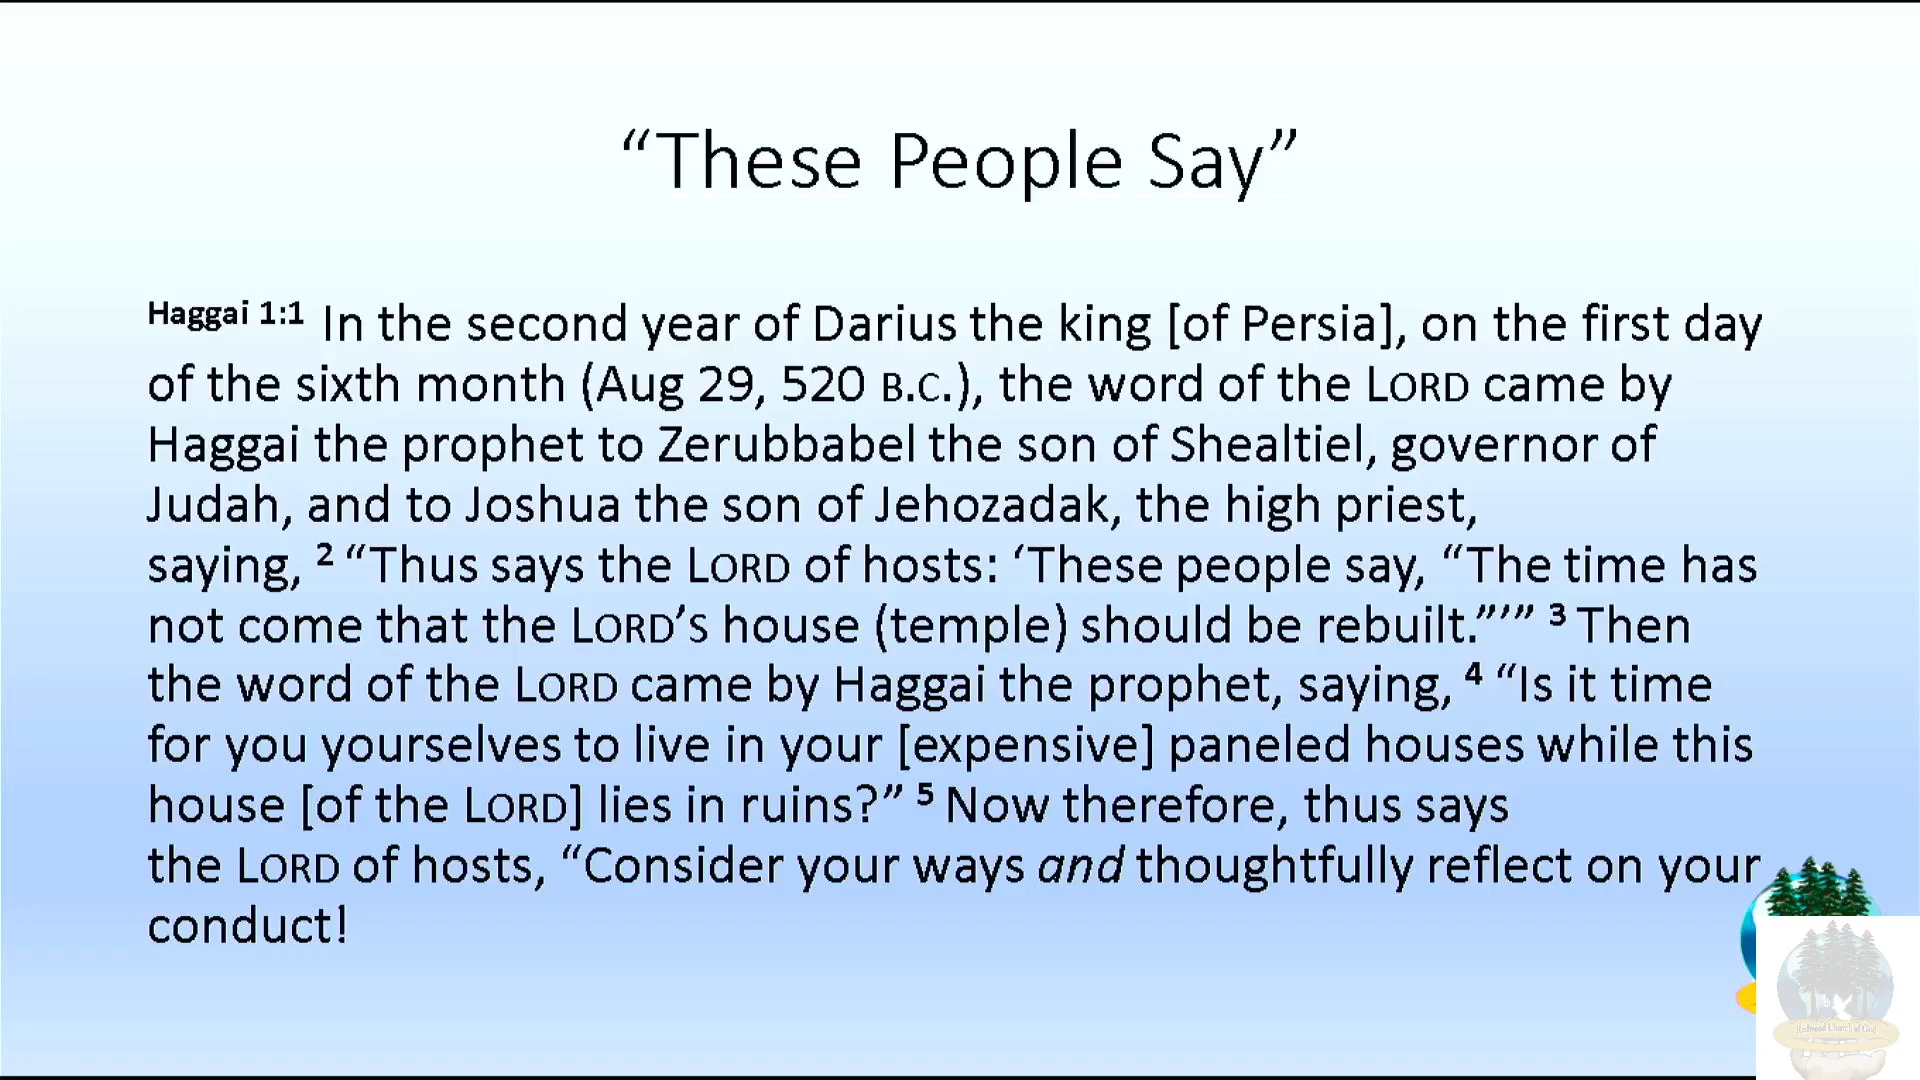 “These People Say”
Haggai 1:1 In the second year of Darius the king [of Persia], on the first day
of the sixth month (Aug 29, 520 B.C.), the word of the LORD came by
Haggai the prophet to Zerubbabel the son of Shealtiel, governor of
Judah, and to Joshua the son of Jehozadak, the high priest,
saying, 2 “Thus says the LORD of hosts: ‘These people say, “The time has
not come that the LORD’S house (temple) should be rebuilt.”’” 3 Then
the word of the LORD came by Haggai the prophet, saying, 4 “Is it time
for you yourselves to live in your [expensive] paneled houses while this
house [of the LORD] lies in ruins?” 5 Now therefore, thus says
the LORD of hosts, “Consider your ways and thoughtfully reflect on your
conduct!
Redwood Church of God